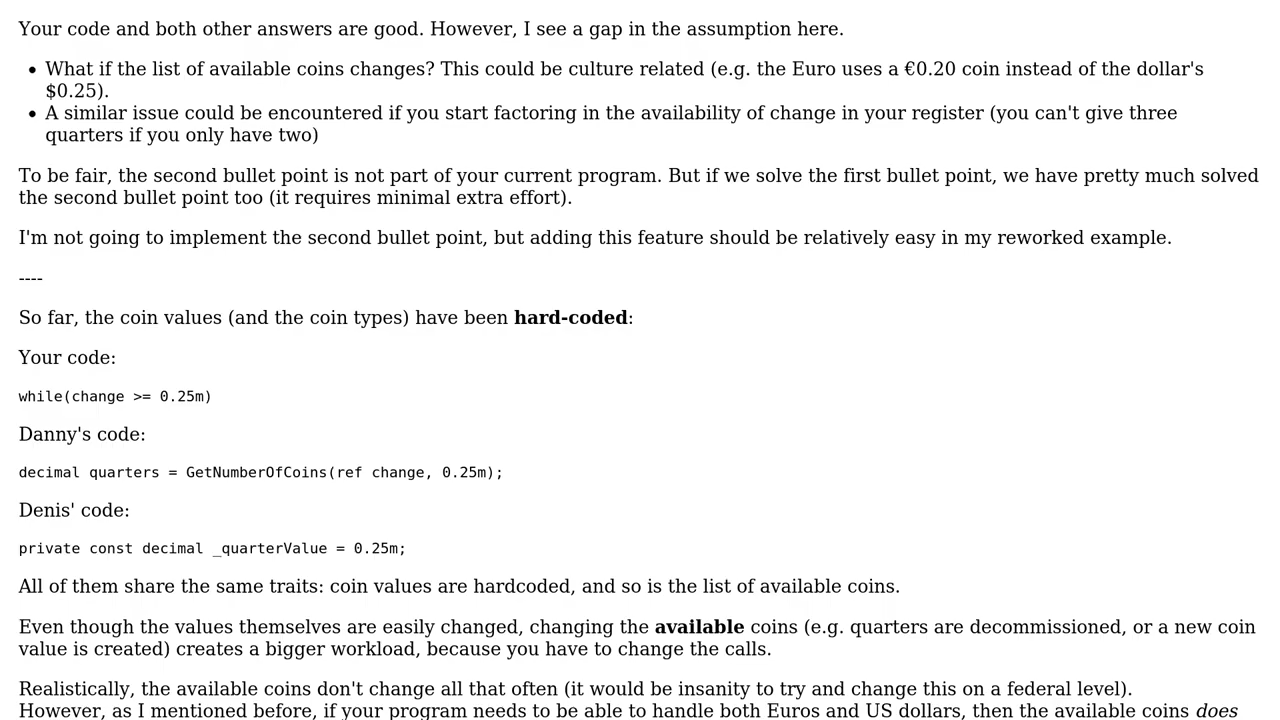 Your code and both other answers are good. However, I see a gap in the assumption here.
• What if the list of available coins changes? This could be culture related (e.g. the Euro uses a €0.20 coin instead of the dollar's
$0.25).
• A similar issue could be encountered if you start factoring in the availability of change in your register (you can't give three
quarters if you only have two)
To be fair, the second bullet point is not part of your current program. But if we solve the first bullet point, we have pretty much solved
the second bullet point too (it requires minimal extra effort).
I'm not going to implement the second bullet point, but adding this feature should be relatively easy in my reworked example.
----
So far, the coin values (and the coin types) have been hard-coded:
Your code:
while(change >= 0.25m)
Danny's code:
decimal quarters = GetNumberOfCoins(ref change, 0.25m);
Denis' code:
private const decimal _quarterValue = 0.25m;
All of them share the same traits: coin values are hardcoded, and so is the list of available coins.
Even though the values themselves are easily changed, changing the available coins (e.g. quarters are decommissioned, or a new coin
value is created) creates a bigger workload, because you have to change the calls.
Realistically, the available coins don't change all that often (it would be insanity to try and change this on a federal level).
However, as I mentioned before, if your program needs to be able to handle both Euros and US dollars, then the available coins does